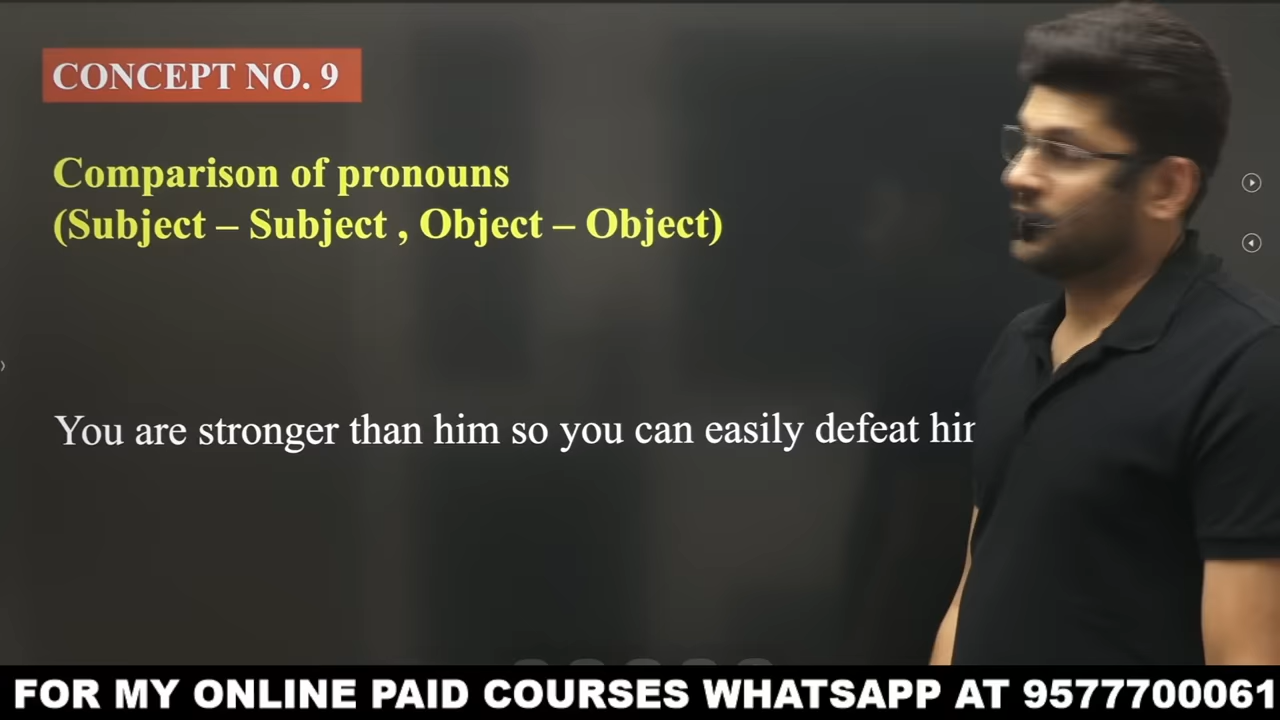 CONCEPT NO. 9
Comparison of pronouns
(Subject – Subject , Object – Object)
You are stronger than him so you can easily defeat
FOR MY ONLINE PAID COURSES WHATSAPP AT 9577700061